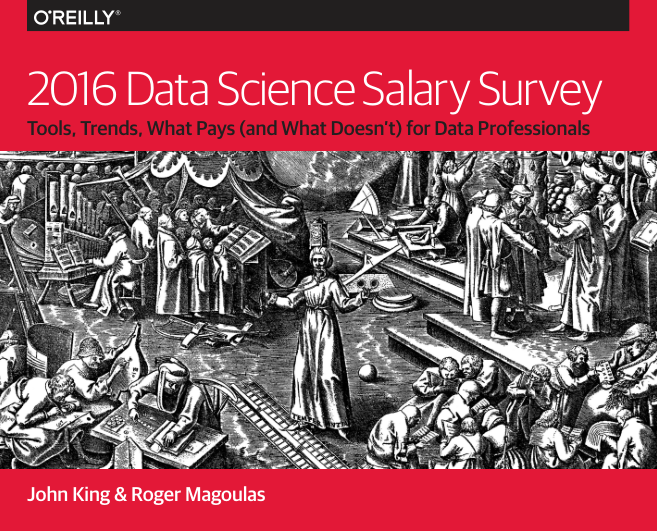 O'REILLY®
2016 Data Science Salary Survey
Tools, Trends, What Pays (and What Doesn't) for Data Professionals
John King & Roger Magoulas